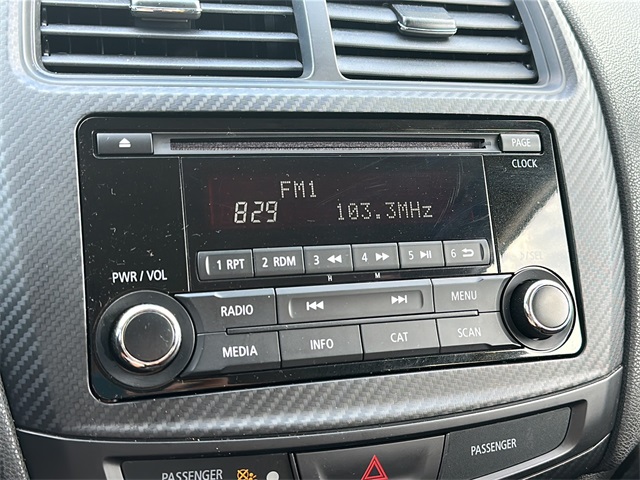 PAGE
CLOCK
FM1
829 103.3MHz
1 RPT 2 RDM 3 4 5 6
H M
PWR / VOL
RADIO MENU
MEDIA INFO CAT SCAN
PASSENGER
PASSENGER